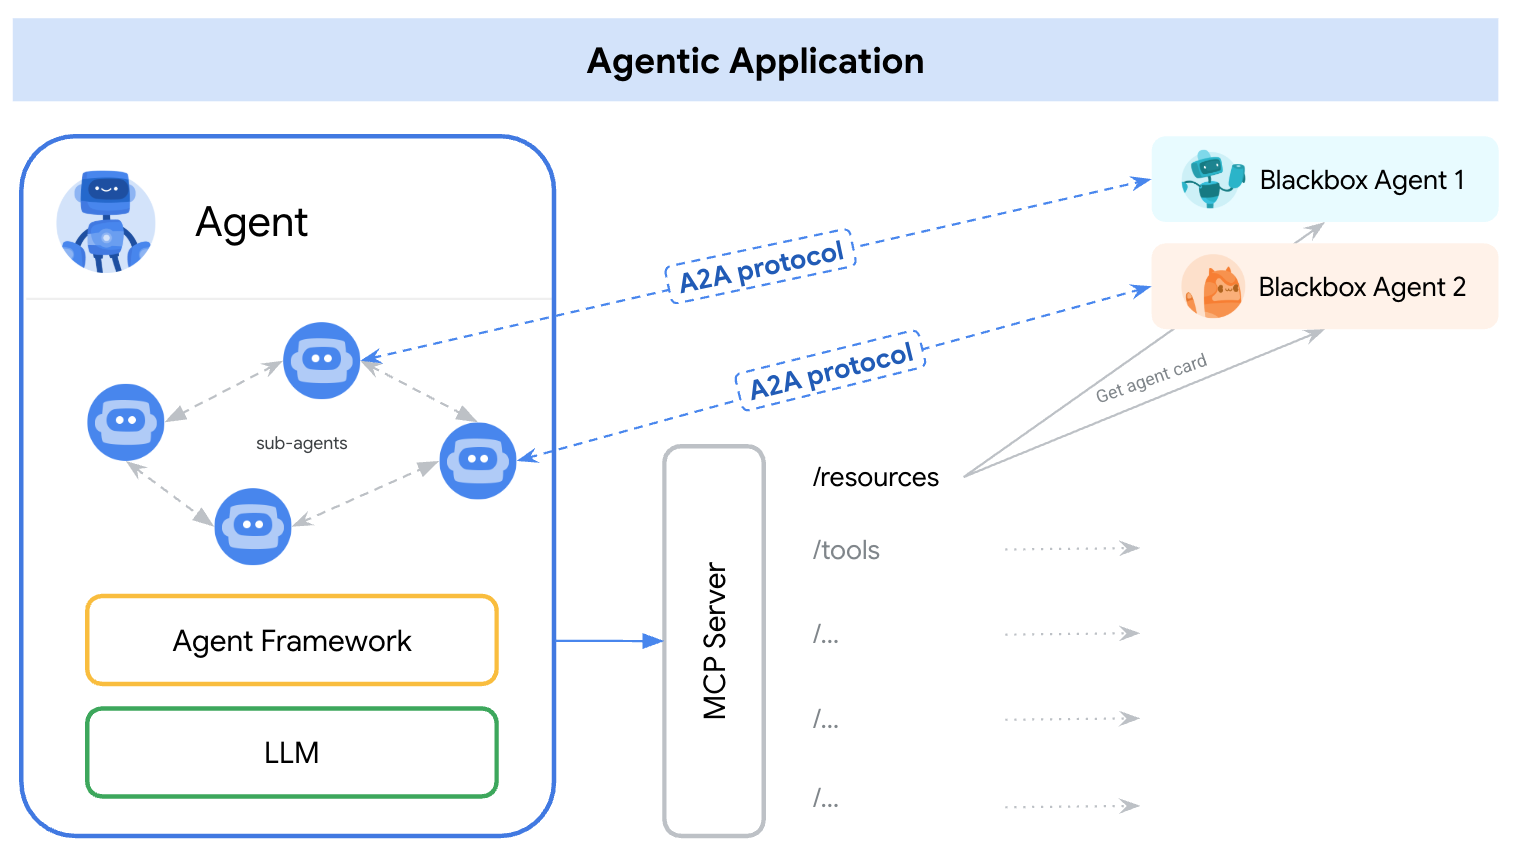 Agentic Application
Agent
sub-agents
Agent Framework
LLM
A2A protocol
A2A protocol
MCP Server
Blackbox Agent 1
Blackbox Agent 2
Get agent card
/resources
/tools
/...
/...
/...